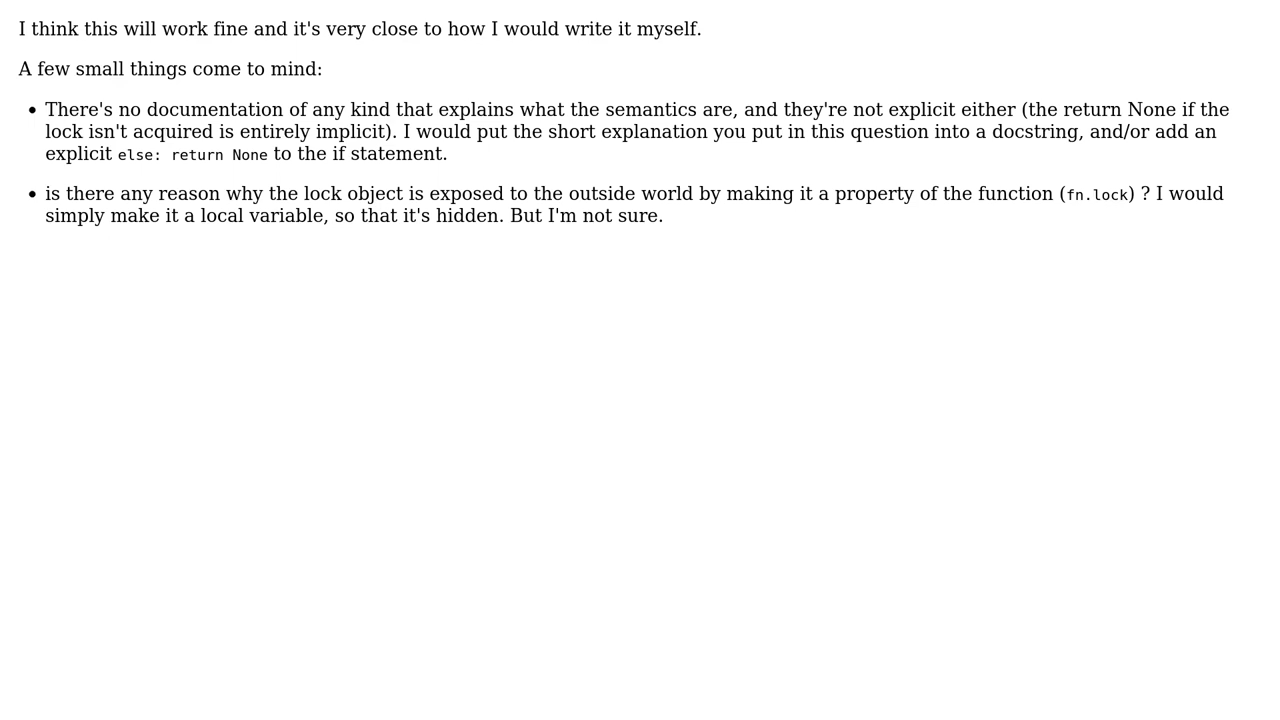 I think this will work fine and it's very close to how I would write it myself.
A few small things come to mind:
• There's no documentation of any kind that explains what the semantics are, and they're not explicit either (the return None if the
lock isn't acquired is entirely implicit). I would put the short explanation you put in this question into a docstring, and/or add an
explicit else: return None to the if statement.
• is there any reason why the lock object is exposed to the outside world by making it a property of the function (fn.lock) ? I would
simply make it a local variable, so that it's hidden. But I'm not sure.